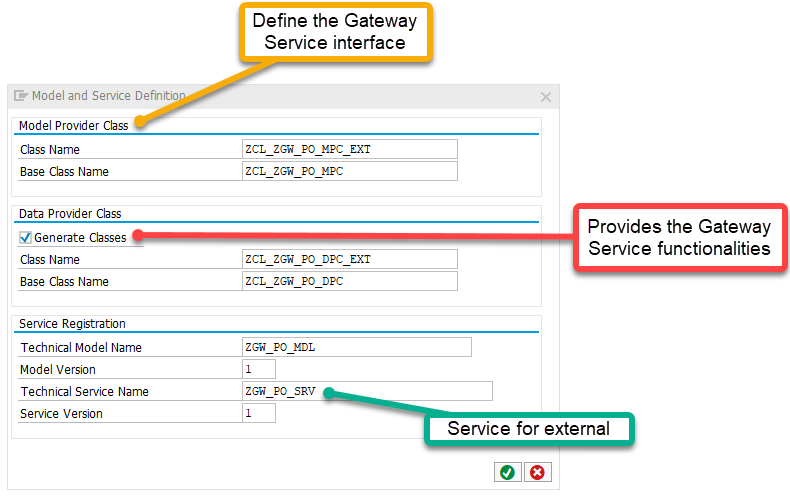 Define the Gateway
Service interface
Model and Service Definition
Model Provider Class
Class Name ZCL_ZGW_PO_MPC_EXT
Base Class Name ZCL_ZGW_PO_MPC
Data Provider Class
Generate Classes
Provides the Gateway
Service functionalities
Class Name ZCL_ZGW_PO_DPC_EXT
Base Class Name ZCL_ZGW_PO_DPC
Service Registration
Technical Model Name ZGW_PO_MDL
Model Version 1
Technical Service Name ZGW_PO_SRV
Service Version 1
Service for external